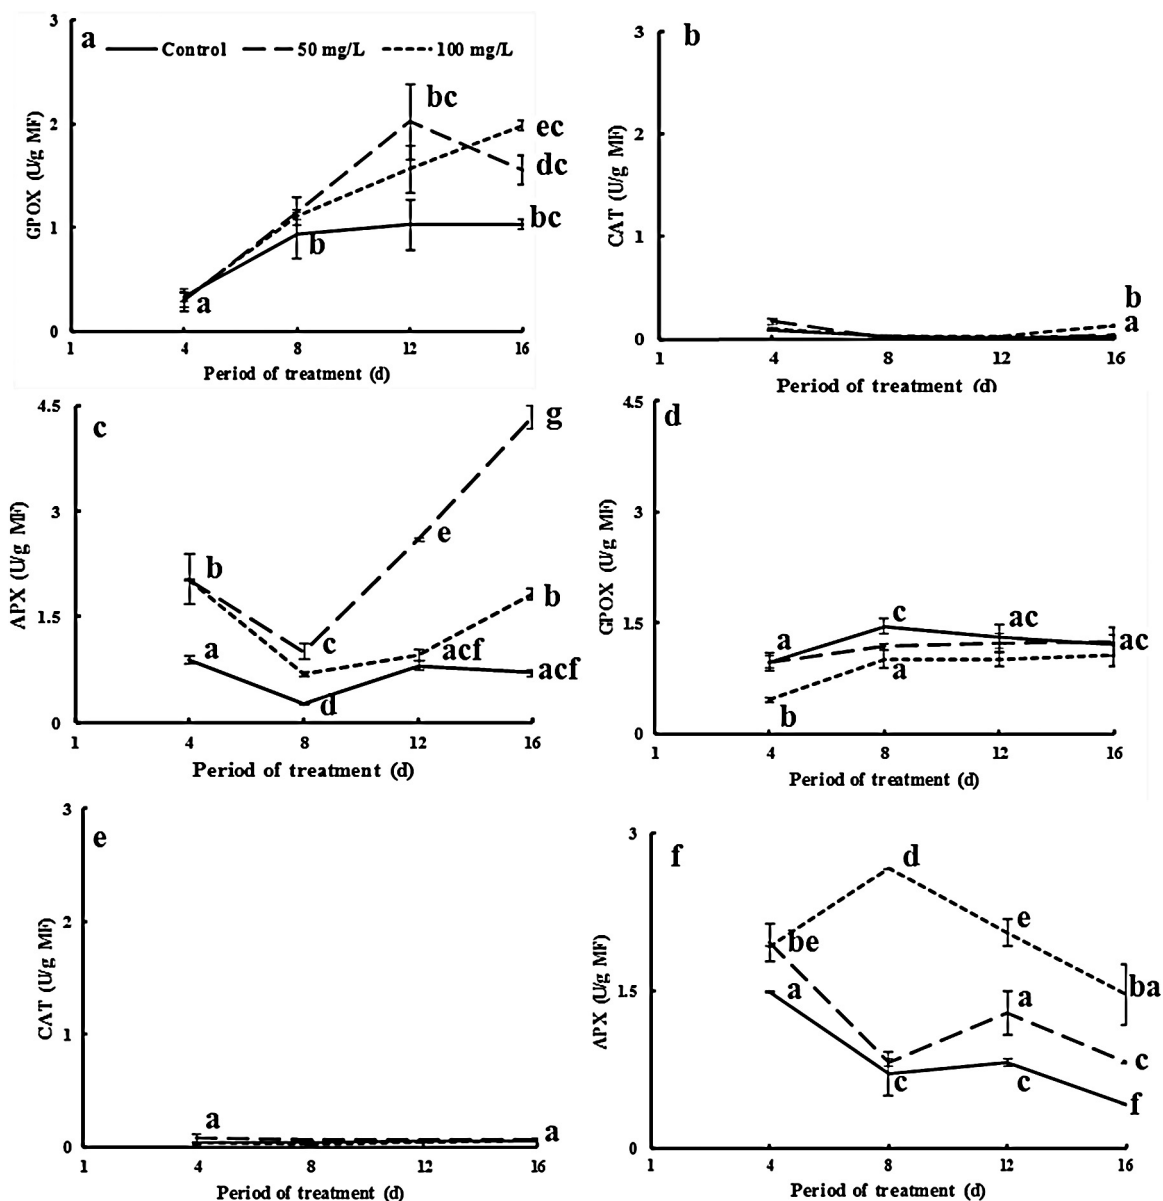 a
Control 50 mg/L 100 mg/L
3
2
1
0
GPOX (U/g MF)
bc
ec
dc
bc
b
a
1 4 8 12 16
Period of treatment (d)
b
3
2
1
0
CAT (U/g MF)
b
a
1 4 8 12 16
Period of treatment (d)
c
4.5
3
1.5
0
APX (U/g MF)
g
e
b
b
c
acf
a
acf
d
1 4 8 12 16
Period of treatment (d)
d
4.5
3
1.5
0
GPOX (U/g MF)
c
ac
a
ac
a
b
1 4 8 12 16
Period of treatment (d)
e
3
2
1
0
CAT (U/g MF)
a
a
1 4 8 12 16
Period of treatment (d)
f
3
1.5
0
APX (U/g MF)
d
e
be
a
a
ba
c
c
c
f
1 4 8 12 16
Period of treatment (d)